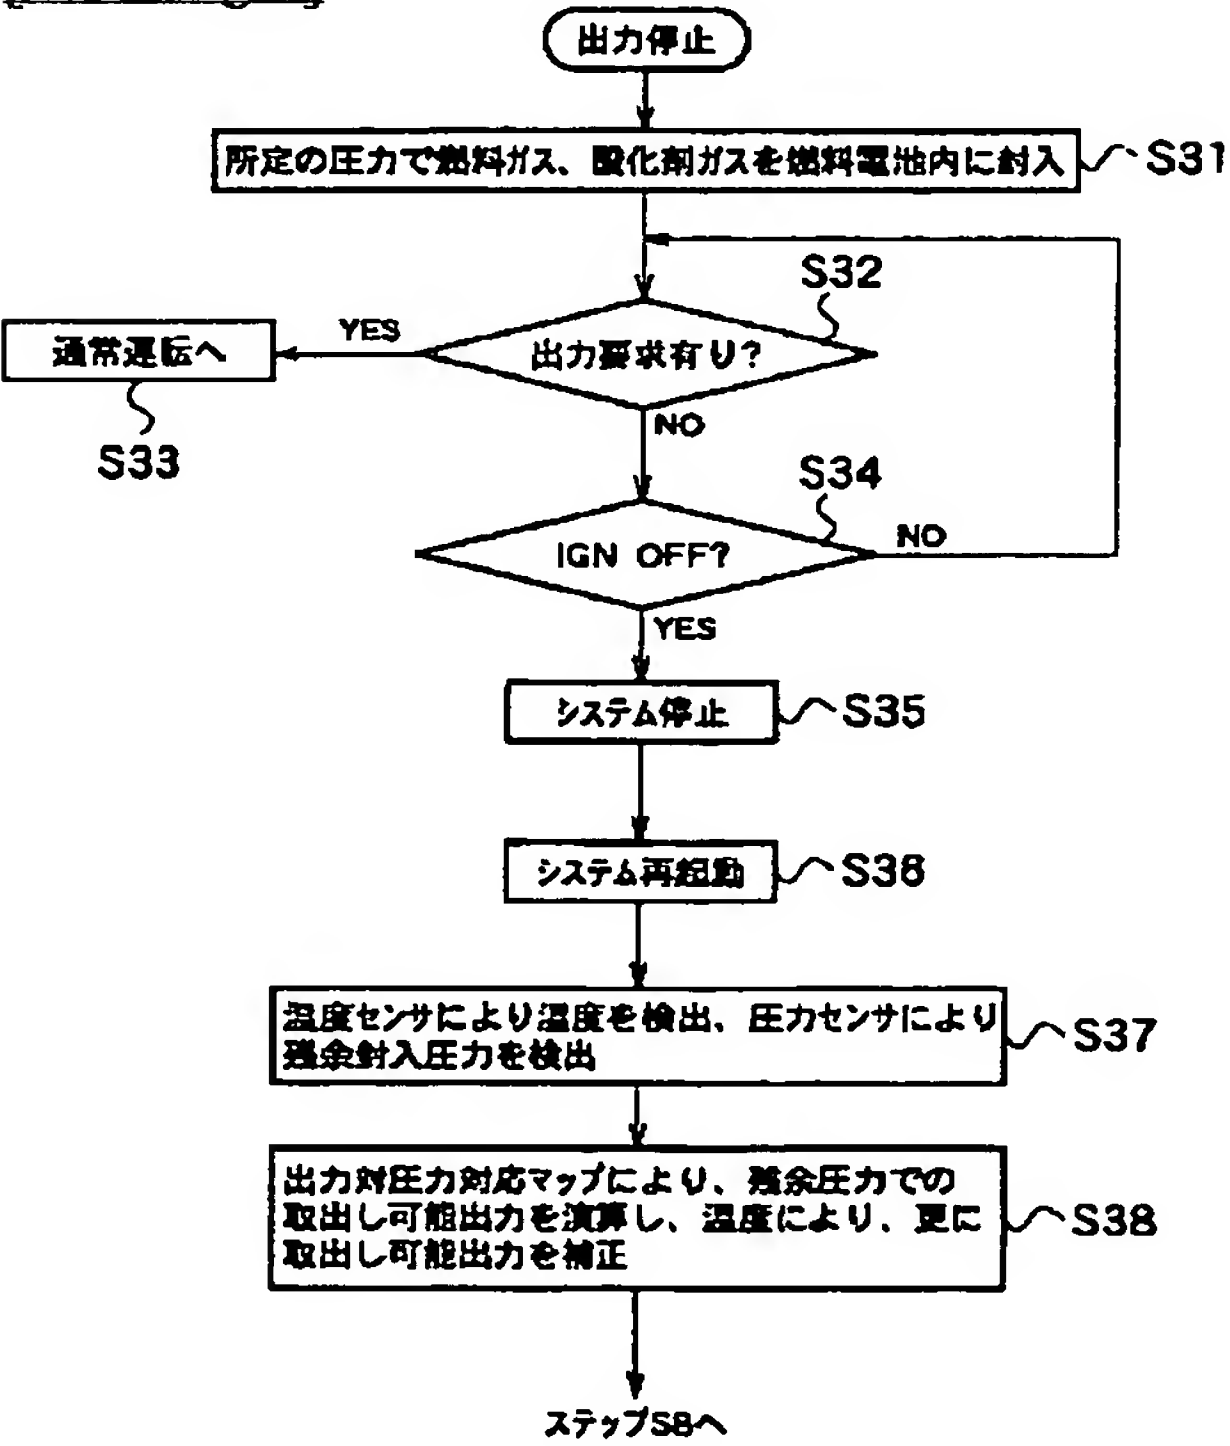 出力停止
所定の圧力で燃料ガス、酸化剤ガスを燃料電池内に封入
S31
S32
YES
通常運転へ
出力要求有り?
S33
NO
S34
IGN OFF?
NO
YES
システム停止
S35
システム再起動
S36
温度センサにより温度を検出、圧力センサにより
残余封入圧力を検出
S37
出力対圧力対応マップにより、残余圧力での
取出し可能出力を演算し、温度により、更に
取出し可能出力を補正
S38
ステップS8へ